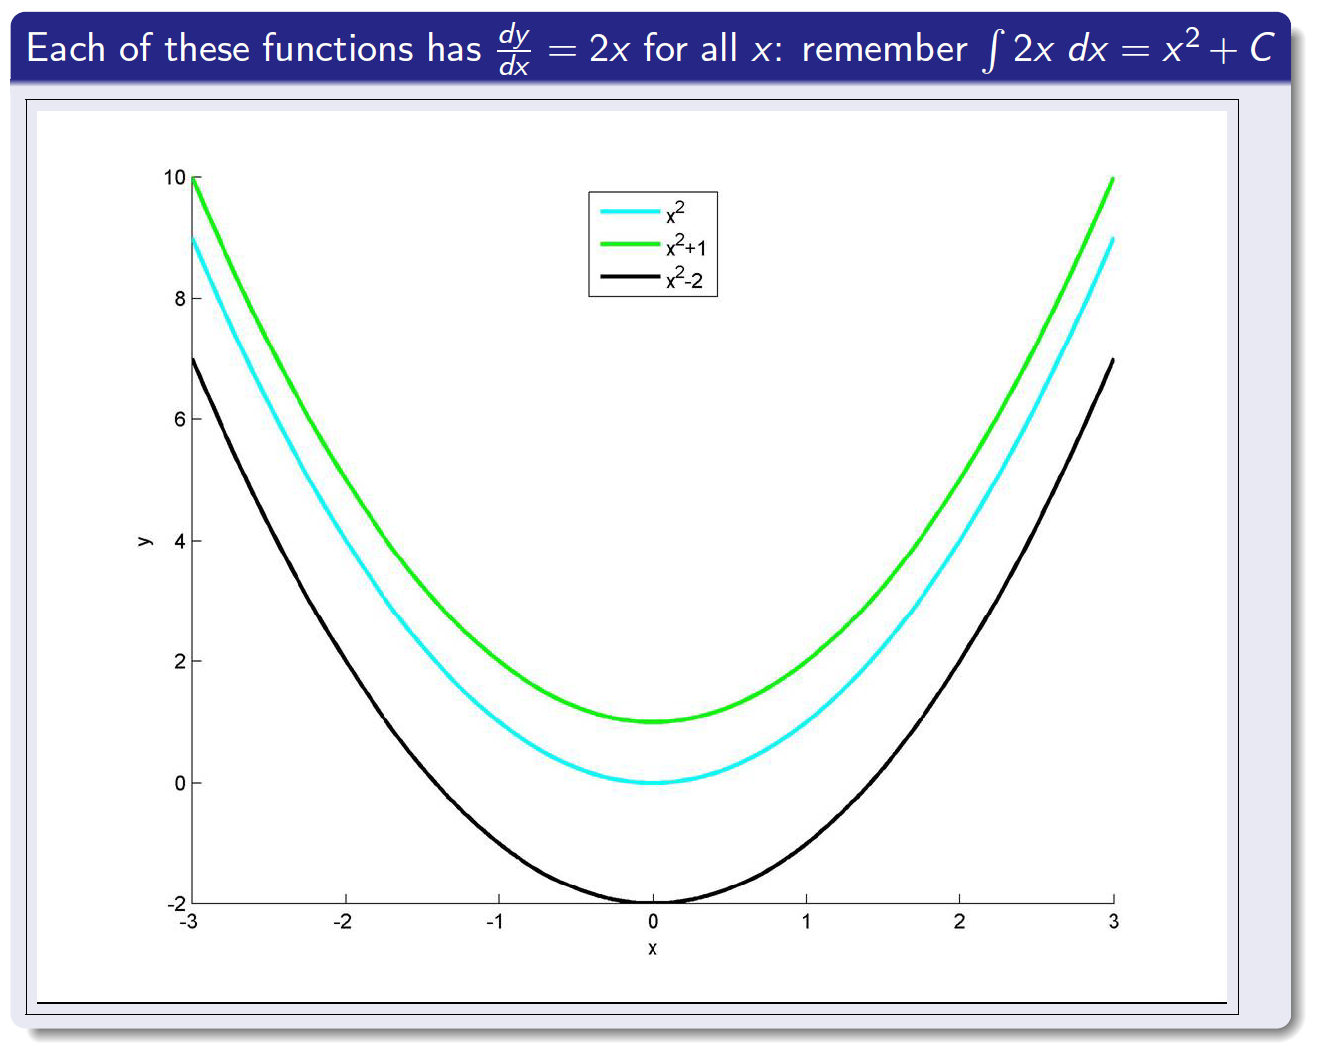 Each of these functions has dy/dx = 2x for all x: remember ∫ 2x dx = x² + C
10
x²
x²+1
x²-2
8
6
y
4
2
0
-2
-3 -2 -1 0 1 2 3
x